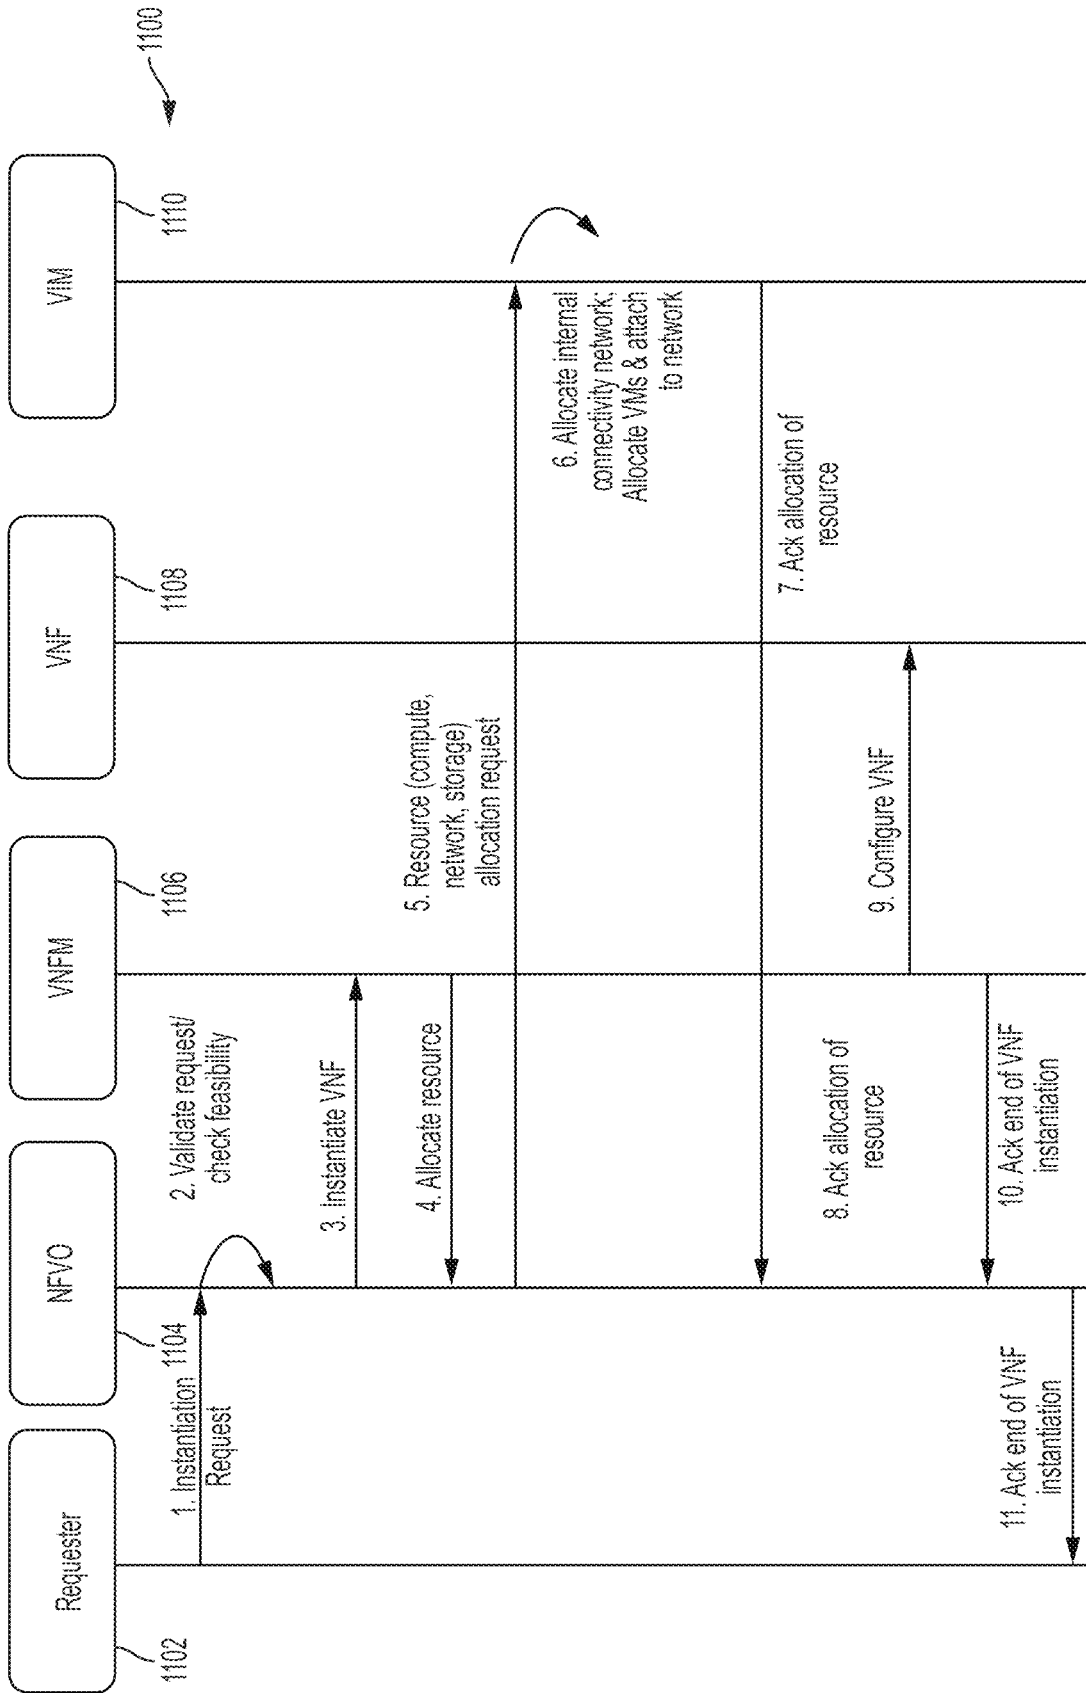 1100
Requester
NFVO
VNFM
VNF
VIM
1102
1104
1106
1108
1110
1. Instantiation
Request
2. Validate request/
check feasibility
3. Instantiate VNF
4. Allocate resource
5. Resource (compute,
network, storage)
allocation request
6. Allocate internal
connectivity network;
Allocate VMs & attach
to network
7. Ack allocation of
resource
8. Ack allocation of
resource
9. Configure VNF
10. Ack end of VNF
instantiation
11. Ack end of VNF
instantiation